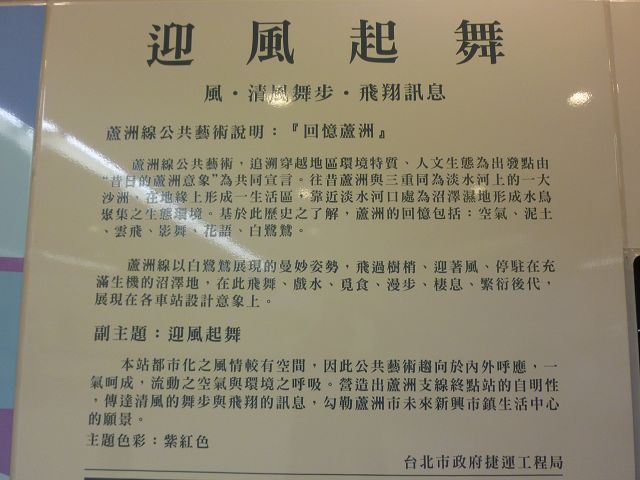 迎風起舞
風・清風舞步・飛翔訊息
蘆洲線公共藝術說明：『回憶蘆洲』
蘆洲線公共藝術，追溯穿越地區環境特質、人文生態為出發點由
“昔日的蘆洲意象”為共同宣言。往昔蘆洲與三重同為淡水河上的一大
沙洲，在地緣上形成一生活區，靠近淡水河口處為沼澤濕地形成水鳥
聚集之生態環境。基於此歷史之了解，蘆洲的回憶包括：空氣、泥土
、雲飛、影舞、花語、白鷺鷥。
蘆洲線以白鷺鷥展現的曼妙姿勢，飛過樹梢、迎著風、停駐在充
滿生機的沼澤地，在此飛舞、戲水、覓食、漫步、棲息、繁衍後代，
展現在各車站設計意象上。
副主題：迎風起舞
本站都市化之風情較有空間，因此公共藝術趨向於內外呼應，一
氣呵成，流動之空氣與環境之呼吸。營造出蘆洲支線終點站的自明性
，傳達清風的舞步與飛翔的訊息，勾勒蘆洲市未來新興市鎮生活中心
的願景。
主題色彩：紫紅色
台北市政府捷運工程局